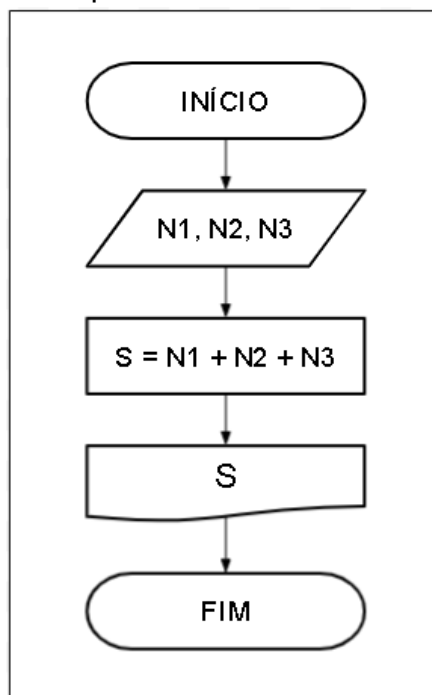 INÍCIO
N1, N2, N3
S = N1 + N2 + N3
S
FIM